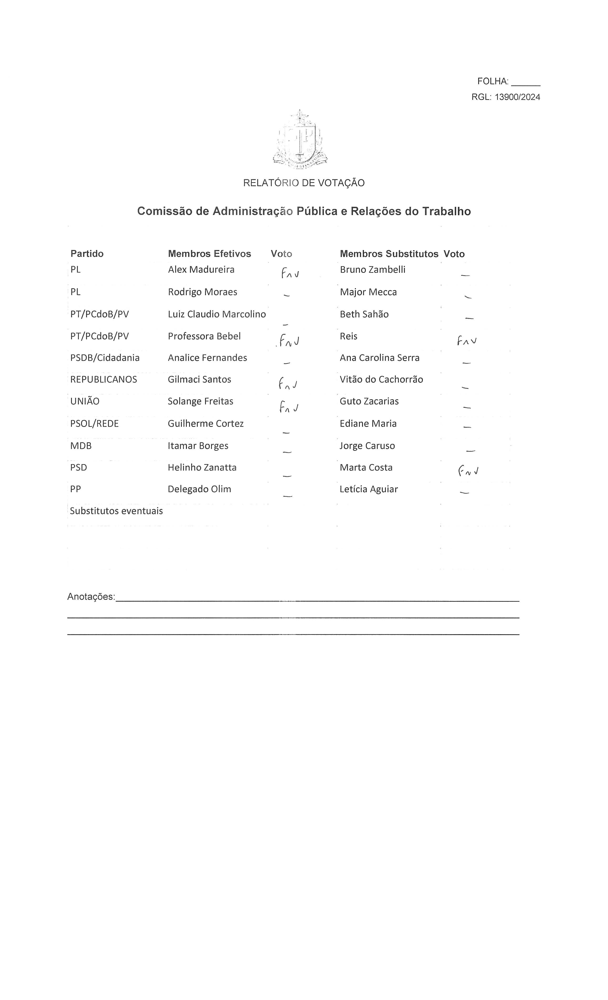 FOLHA: ______
RGL: 13900/2024
RELATÓRIO DE VOTAÇÃO
Comissão de Administração Pública e Relações do Trabalho
Partido Membros Efetivos Voto Membros Substitutos Voto
PL Alex Madureira Fav Bruno Zambelli —
PL Rodrigo Moraes — Major Mecca —
PT/PCdoB/PV Luiz Claudio Marcolino — Beth Sahão —
PT/PCdoB/PV Professora Bebel Fav Reis Fav
PSDB/Cidadania Analice Fernandes — Ana Carolina Serra —
REPUBLICANOS Gilmaci Santos Fav Vitão do Cachorrão —
UNIÃO Solange Freitas Fav Guto Zacarias —
PSOL/REDE Guilherme Cortez — Ediane Maria —
MDB Itamar Borges — Jorge Caruso —
PSD Helinho Zanatta — Marta Costa Fav
PP Delegado Olim — Letícia Aguiar —
Substitutos eventuais
Anotações: